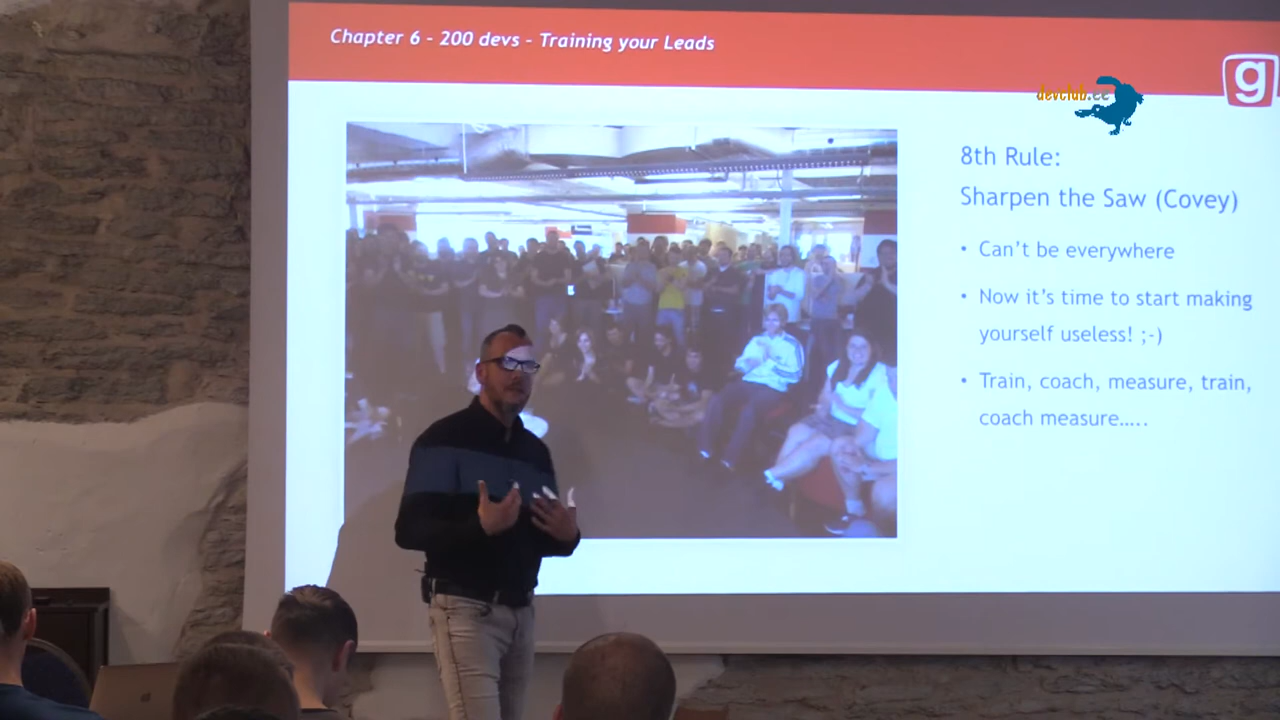 Chapter 6 - 200 devs - Training your Leads
g
devclub.ee
8th Rule:
Sharpen the Saw (Covey)
• Can't be everywhere
• Now it's time to start making
yourself useless! ;-)
• Train, coach, measure, train,
coach measure.....